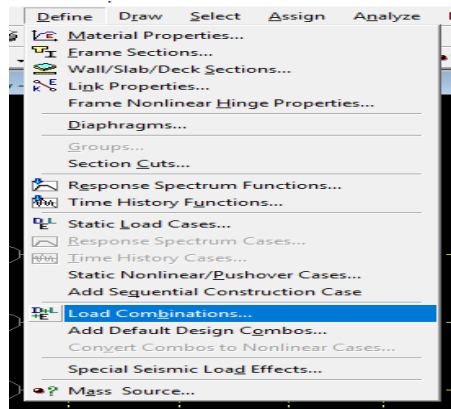 Define Draw Select Assign Analyze
Material Properties...
Frame Sections...
Wall/Slab/Deck Sections...
Link Properties...
Frame Nonlinear Hinge Properties...
Diaphragms...
Groups...
Section Cuts...
Response Spectrum Functions...
Time History Functions...
Static Load Cases...
Response Spectrum Cases...
Time History Cases...
Static Nonlinear/Pushover Cases...
Add Sequential Construction Case
Load Combinations...
Add Default Design Combos...
Convert Combos to Nonlinear Cases...
Special Seismic Load Effects...
Mass Source...